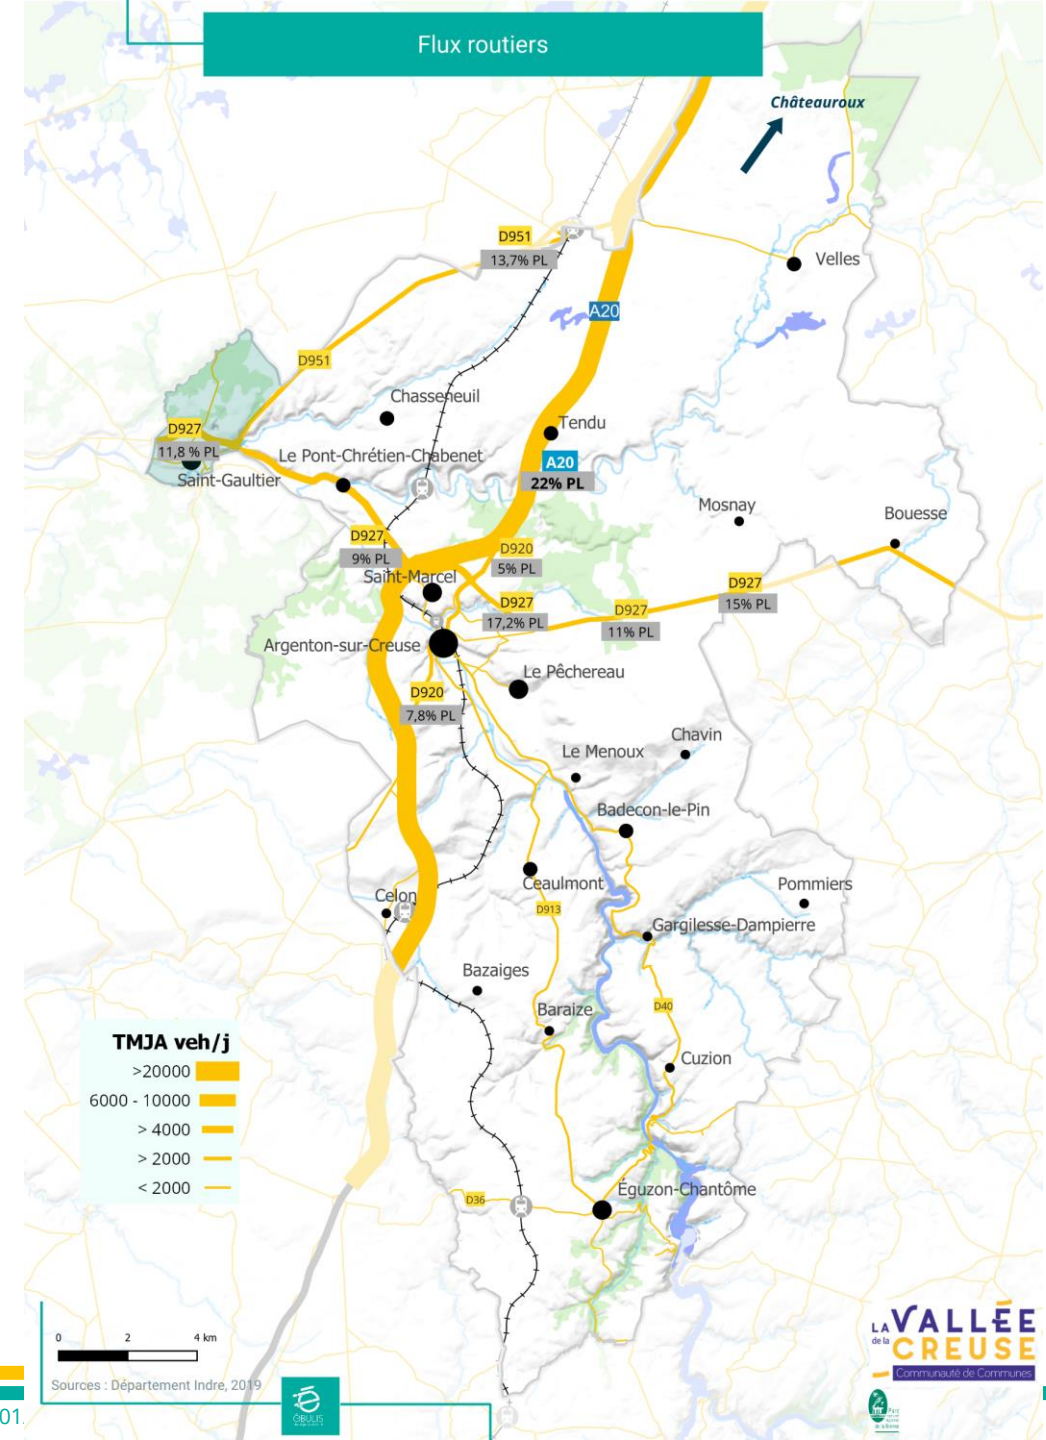 Flux routiers
Châteauroux
D951
13,7% PL
Velles
A20
D951
Chasseneuil
Tendu
D927
11,8 % PL
Le Pont-Chrétien-Chabenet
A20
Saint-Gaultier
22% PL
Mosnay
Bouesse
D927
9% PL
D920
5% PL
Saint-Marcel
D927
15% PL
D927
17,2% PL
D927
11% PL
Argenton-sur-Creuse
Le Pêchereau
D920
7,8% PL
Chavin
Le Menoux
Badecon-le-Pin
Ceaulmont
Pommiers
Celon
D913
Gargilesse-Dampierre
Bazaiges
Baraize
D40
Cuzion
TMJA veh/j
>20000
6000 - 10000
> 4000
> 2000
< 2000
Éguzon-Chantôme
D36
LA VALLÉE
de la CREUSE
Communauté de Communes
0 2 4 km
Sources : Département Indre, 2019
01.